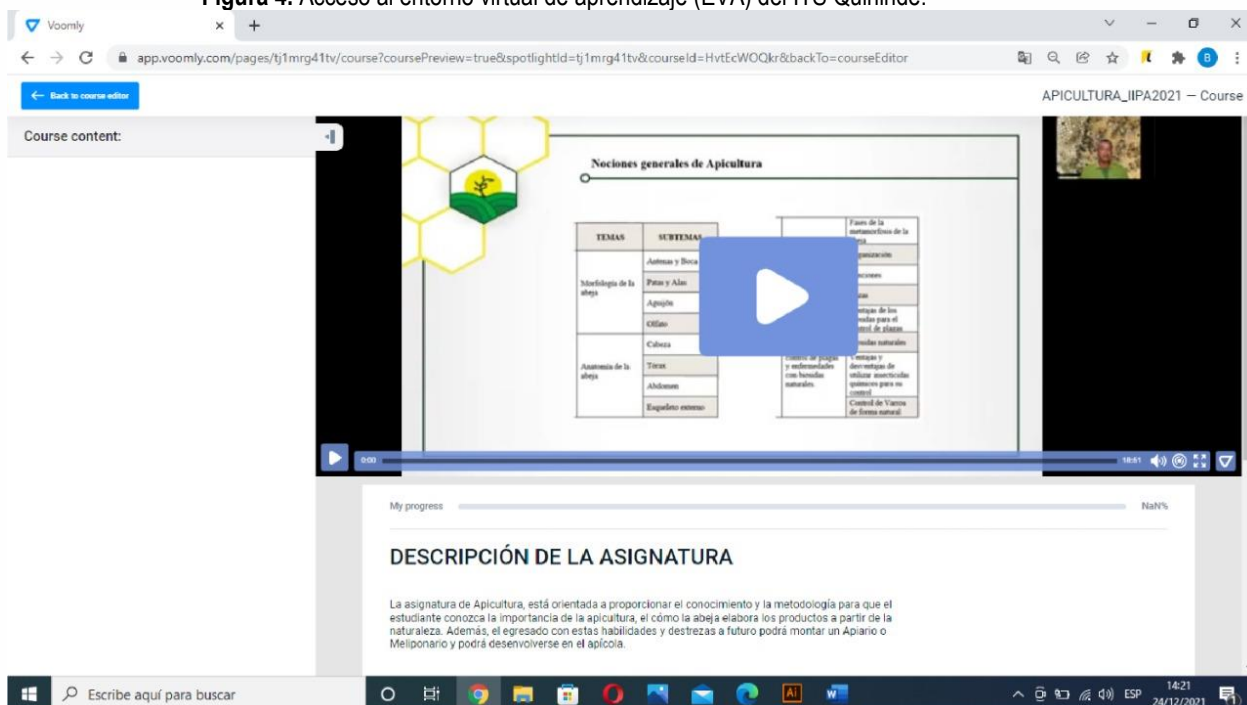 Figura 4. Acceso al entorno virtual de aprendizaje (EVA) del ITS Quinindé.
Voomly
app.voomly.com/pages/tj1mrg41tv/course?coursePreview=true&spotlightId=tj1mrg41tv&courseId=HvtEcWOQkr&backTo=courseEditor
B
← Back to course editor
APICULTURA_IIPA2021 — Course
Course content:
Nociones generales de Apicultura
TEMAS
SUBTEMAS
Morfología de la abeja
Antenas y Boca
Patas y Alas
Aguijón
Olfato
Anatomía de la abeja
Cabeza
Torax
Abdomen
Esqueleto externo
Fases de la
metamorfosis de la
control de plagas
y enfermedades
con
naturales.
Ventajas y
desventajas de
utilizar insecticidas
químicos para su
control
Control de Varroa
de forma natural
0:00
18:51
My progress
NaN%
DESCRIPCIÓN DE LA ASIGNATURA
La asignatura de Apicultura, está orientada a proporcionar el conocimiento y la metodología para que el
estudiante conozca la importancia de la apicultura, el cómo la abeja elabora los productos a partir de la
naturaleza. Además, el egresado con estas habilidades y destrezas a futuro podrá montar un Apiario o
Meliponario y podrá desenvolverse en el apícola.
Escribe aquí para buscar
Ai
W
ESP
14:21
24/12/2021